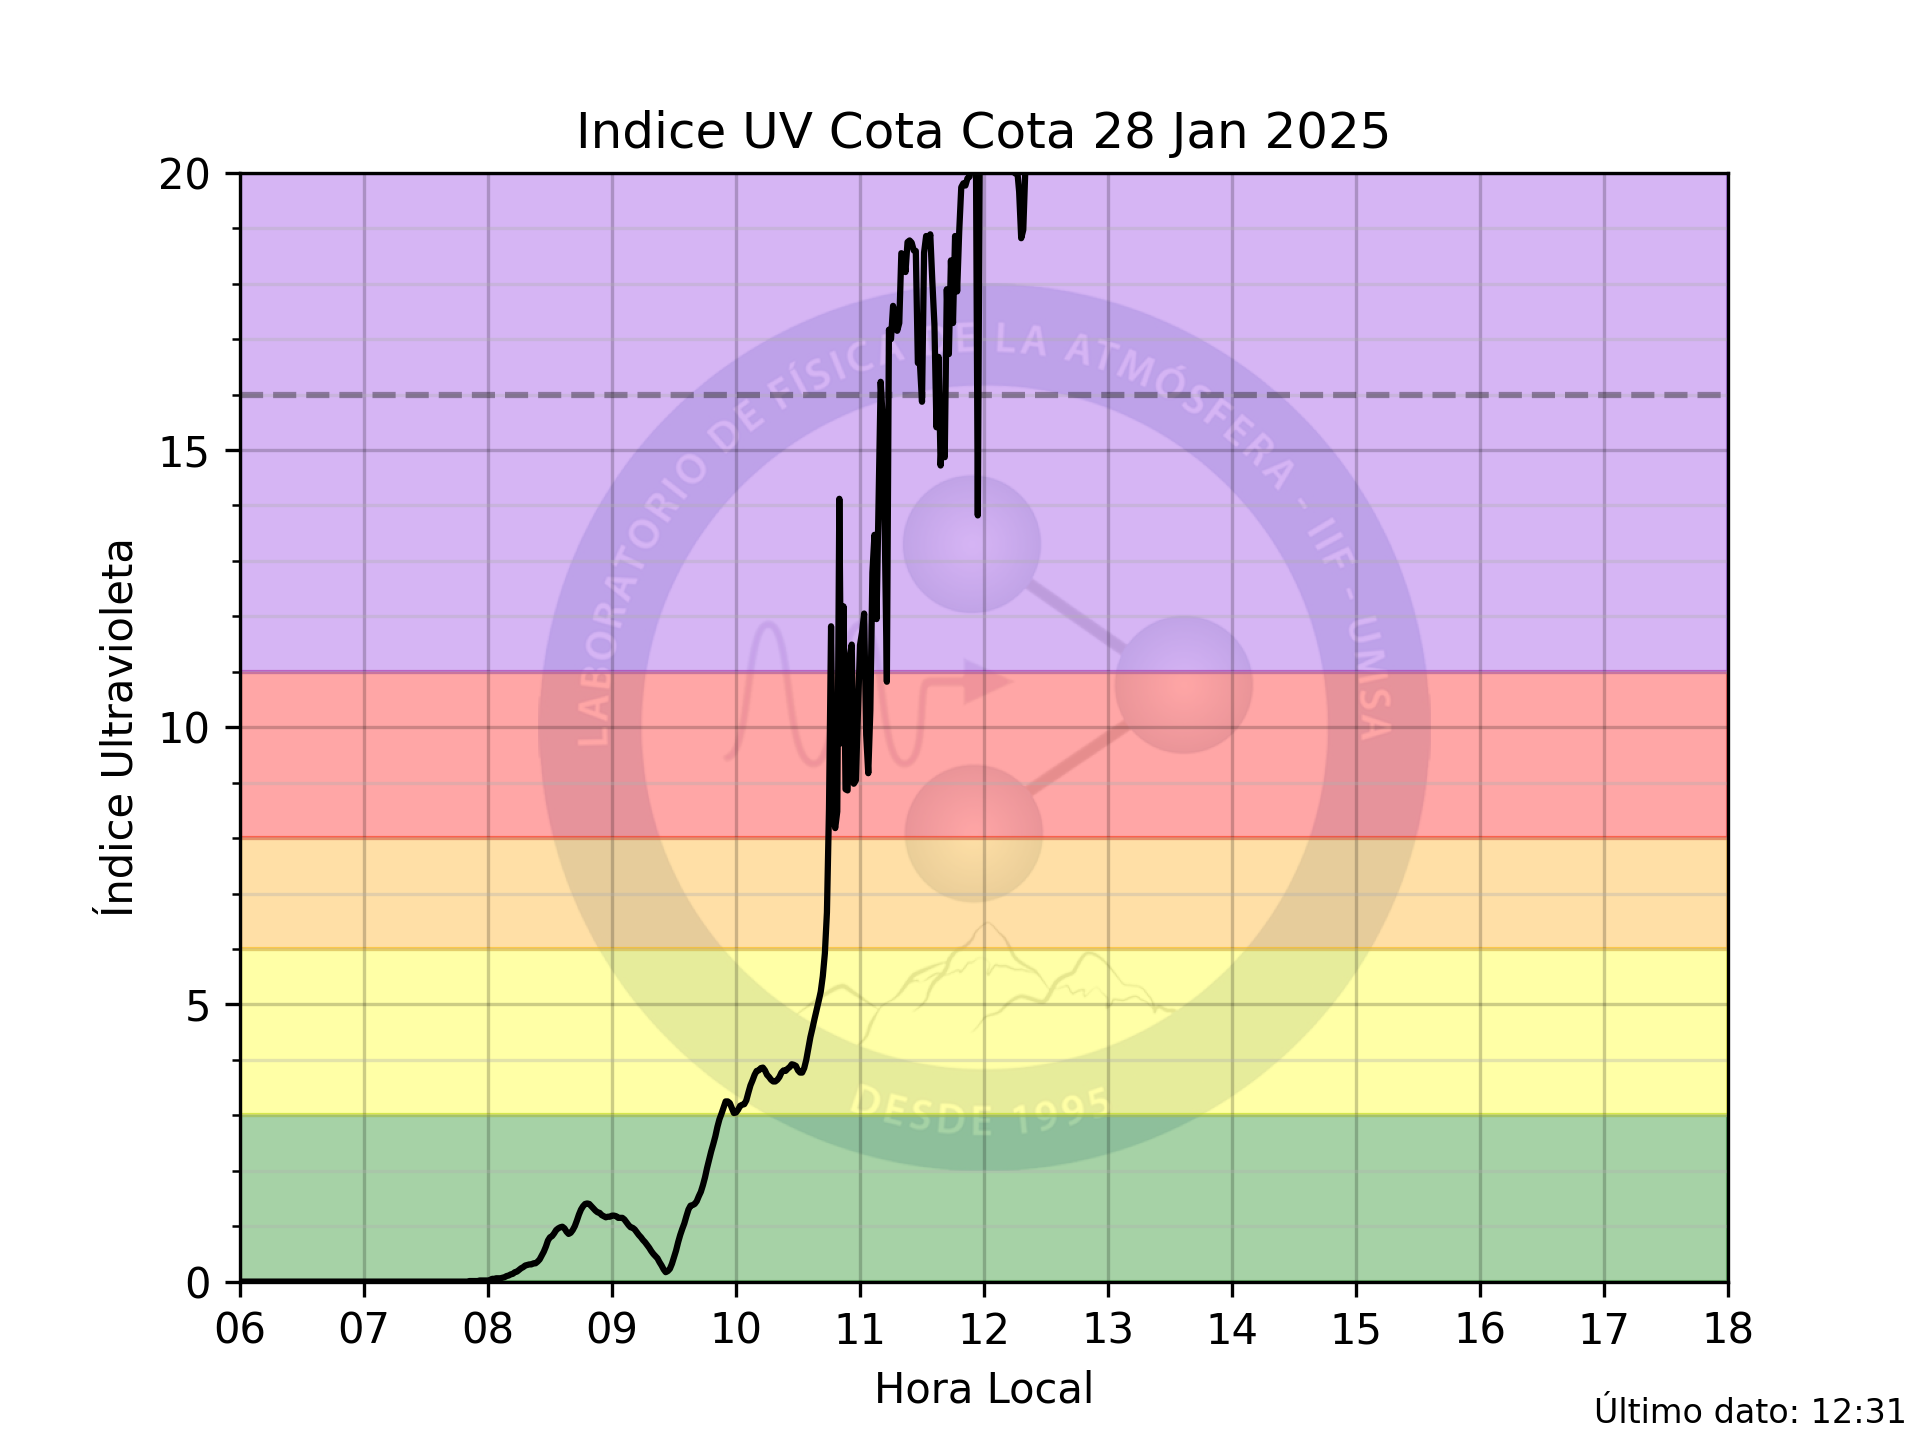 Indice UV Cota Cota 28 Jan 2025
20
15
10
5
0
Índice Ultravioleta
LABORATORIO DE FÍSICA DE LA ATMÓSFERA - IIF - UMSA
DESDE 1995
06 07 08 09 10 11 12 13 14 15 16 17 18
Hora Local
Último dato: 12:31